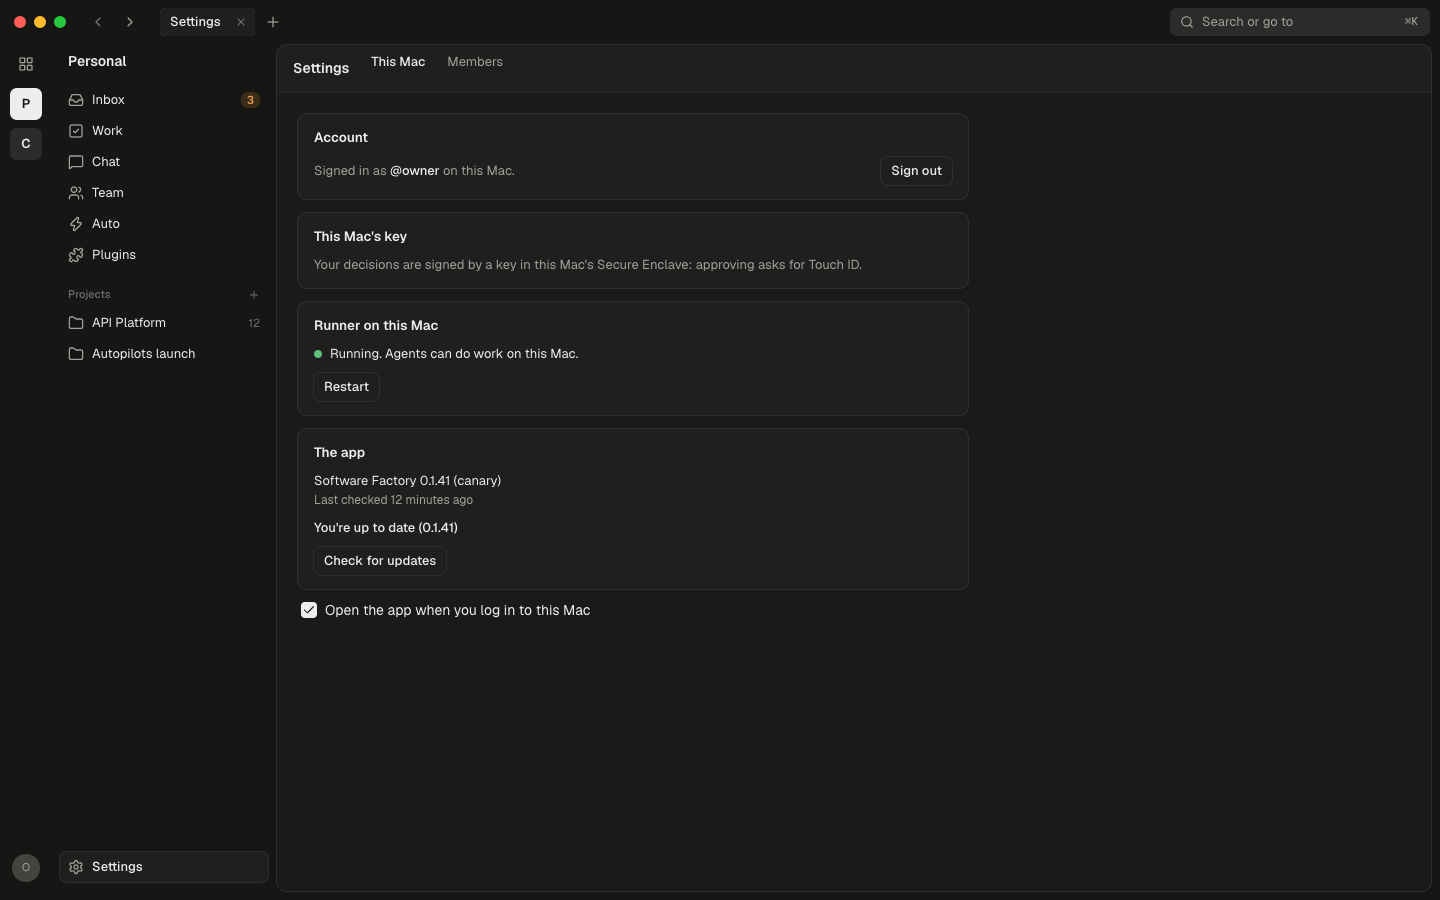 Settings
Search or go to
⌘K
Personal
P
C
Inbox
3
Work
Chat
Team
Auto
Plugins
Projects
API Platform
12
Autopilots launch
O
Settings
Settings
This Mac
Members
Account
Signed in as @owner on this Mac.
Sign out
This Mac's key
Your decisions are signed by a key in this Mac's Secure Enclave: approving asks for Touch ID.
Runner on this Mac
Running. Agents can do work on this Mac.
Restart
The app
Software Factory 0.1.41 (canary)
Last checked 12 minutes ago
You're up to date (0.1.41)
Check for updates
Open the app when you log in to this Mac